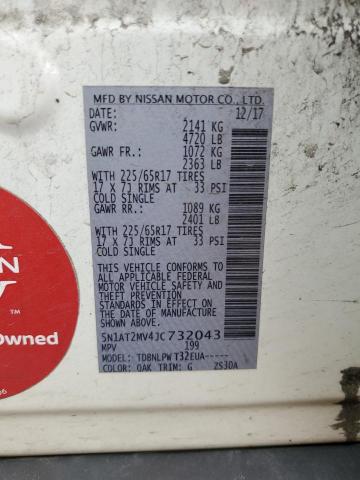 MFD BY NISSAN MOTOR CO., LTD.
DATE: 12/17
GVWR: 2141 KG
4720 LB
GAWR FR.: 1072 KG
2363 LB
WITH 225/65R17 TIRES
17 X 7J RIMS AT 33 PSI
COLD SINGLE
GAWR RR.: 1089 KG
2401 LB
WITH 225/65R17 TIRES
17 X 7J RIMS AT 33 PSI
COLD SINGLE
THIS VEHICLE CONFORMS TO
ALL APPLICABLE FEDERAL
MOTOR VEHICLE SAFETY
AND THEFT PREVENTION
STANDARDS IN EFFECT ON
THE DATE OF MANUFACTURE
SHOWN ABOVE.
5N1AT2MV4JC732043
MPV 199
MODEL: TDBNLPWT32EUA-----
COLOR: QAK TRIM: G ZS3DA
N
TM
Owned